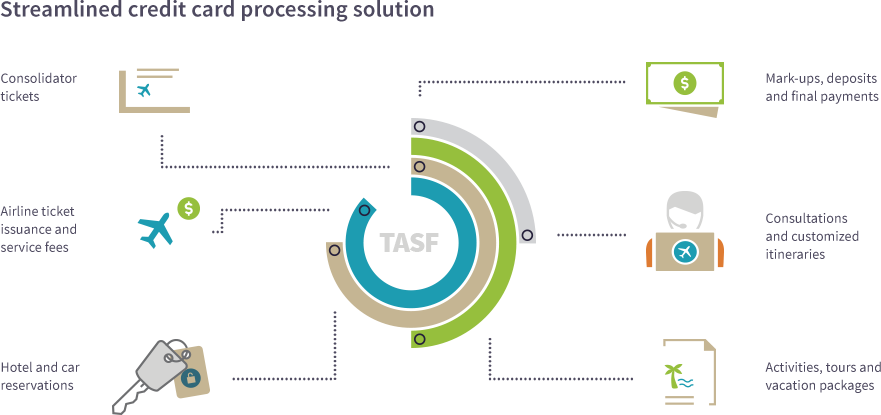 Streamlined credit card processing solution
Consolidator
tickets
Mark-ups, deposits
and final payments
$
Airline ticket
issuance and
service fees
$
TASF
Consultations
and customized
itineraries
Hotel and car
reservations
Activities, tours and
vacation packages